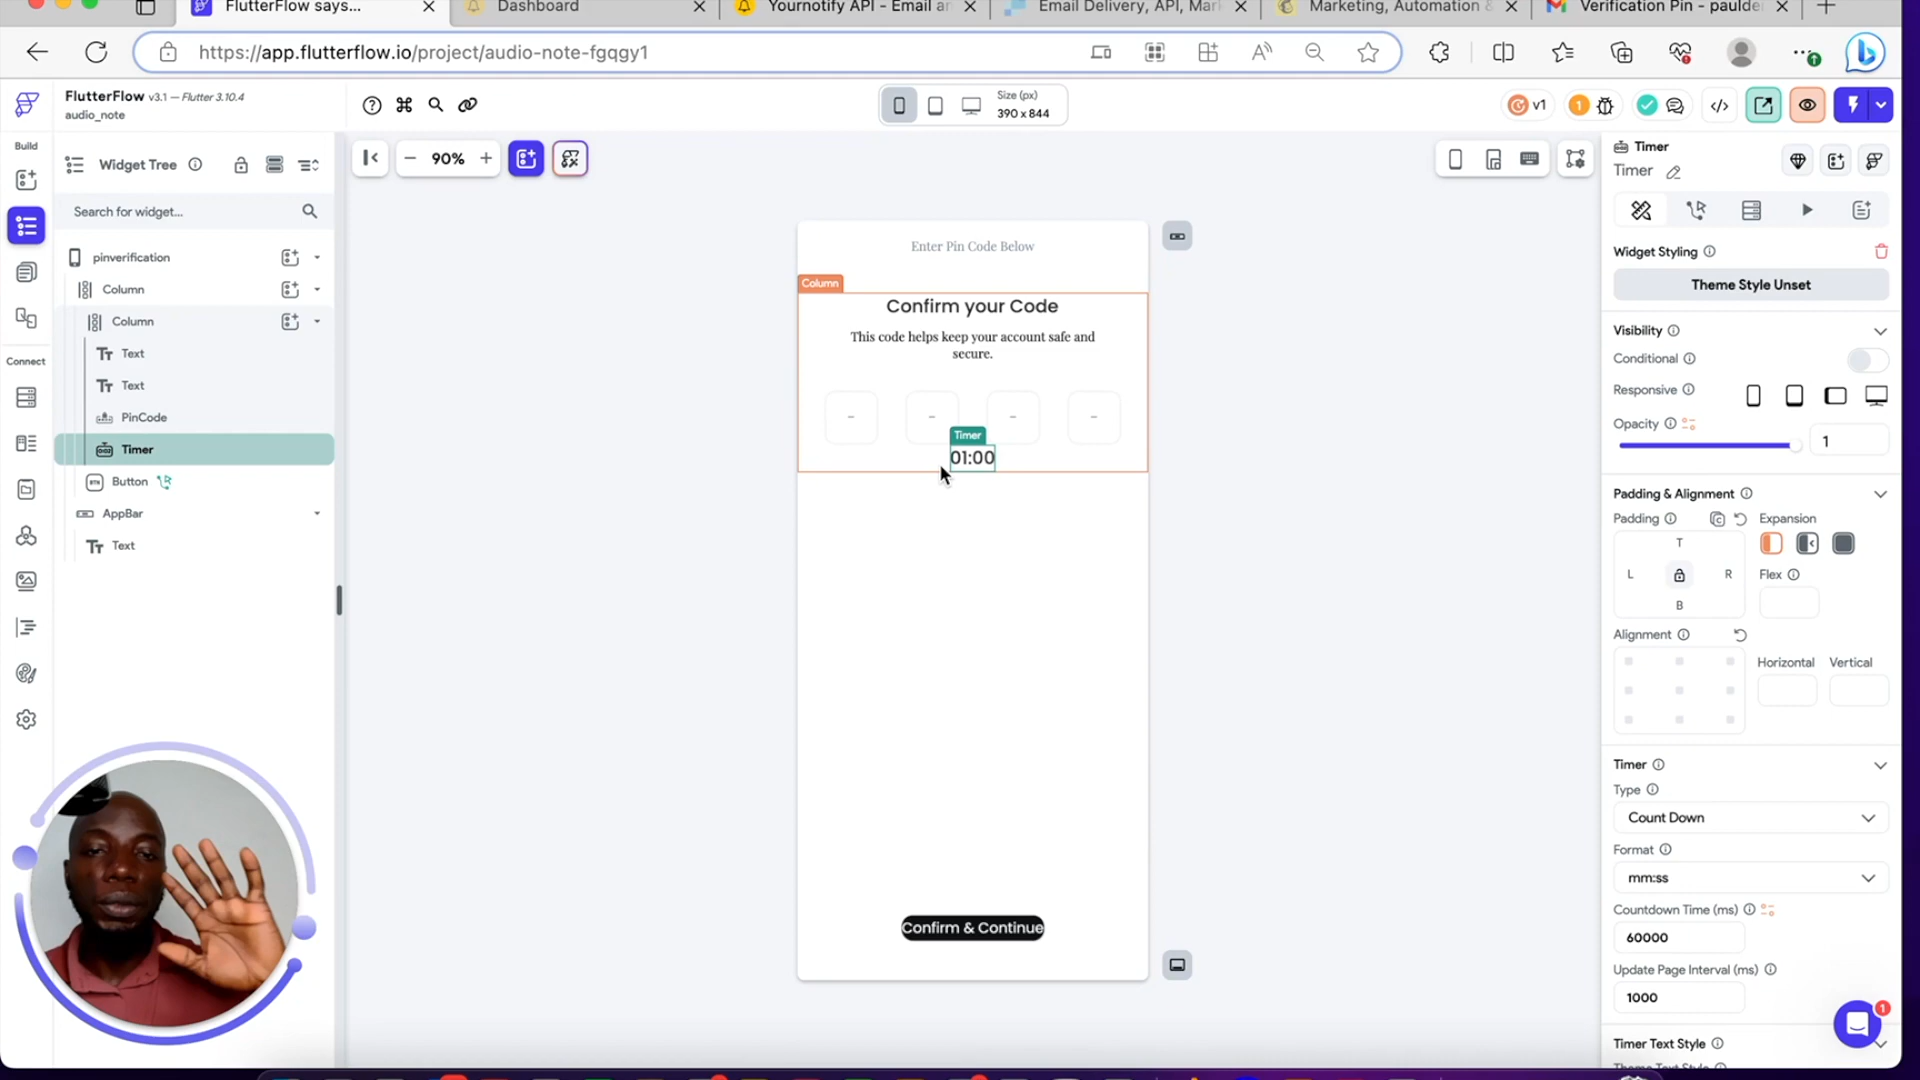 FlutterFlow says...
Dashboard
Yournotify API - Email an
Email Delivery, API, Mark
Marketing, Automation &
Verification Pin - paulde
https://app.flutterflow.io/project/audio-note-fgqgy1
FlutterFlow v3.1 — Flutter 3.10.4
audio_note
Size (px)
390 x 844
v1
1
Build
Widget Tree
90%
Search for widget...
pinverification
Column
Column
Text
Text
PinCode
Timer
Button
AppBar
Text
Connect
Enter Pin Code Below
Column
Confirm your Code
This code helps keep your account safe and
secure.
- - - -
Timer
01:00
Confirm & Continue
Timer
Timer
Widget Styling
Theme Style Unset
Visibility
Conditional
Responsive
Opacity
1
Padding & Alignment
Padding
Expansion
T
L
R
B
Flex
Alignment
Horizontal
Vertical
Timer
Type
Count Down
Format
mm:ss
Countdown Time (ms)
60000
Update Page Interval (ms)
1000
1
Timer Text Style